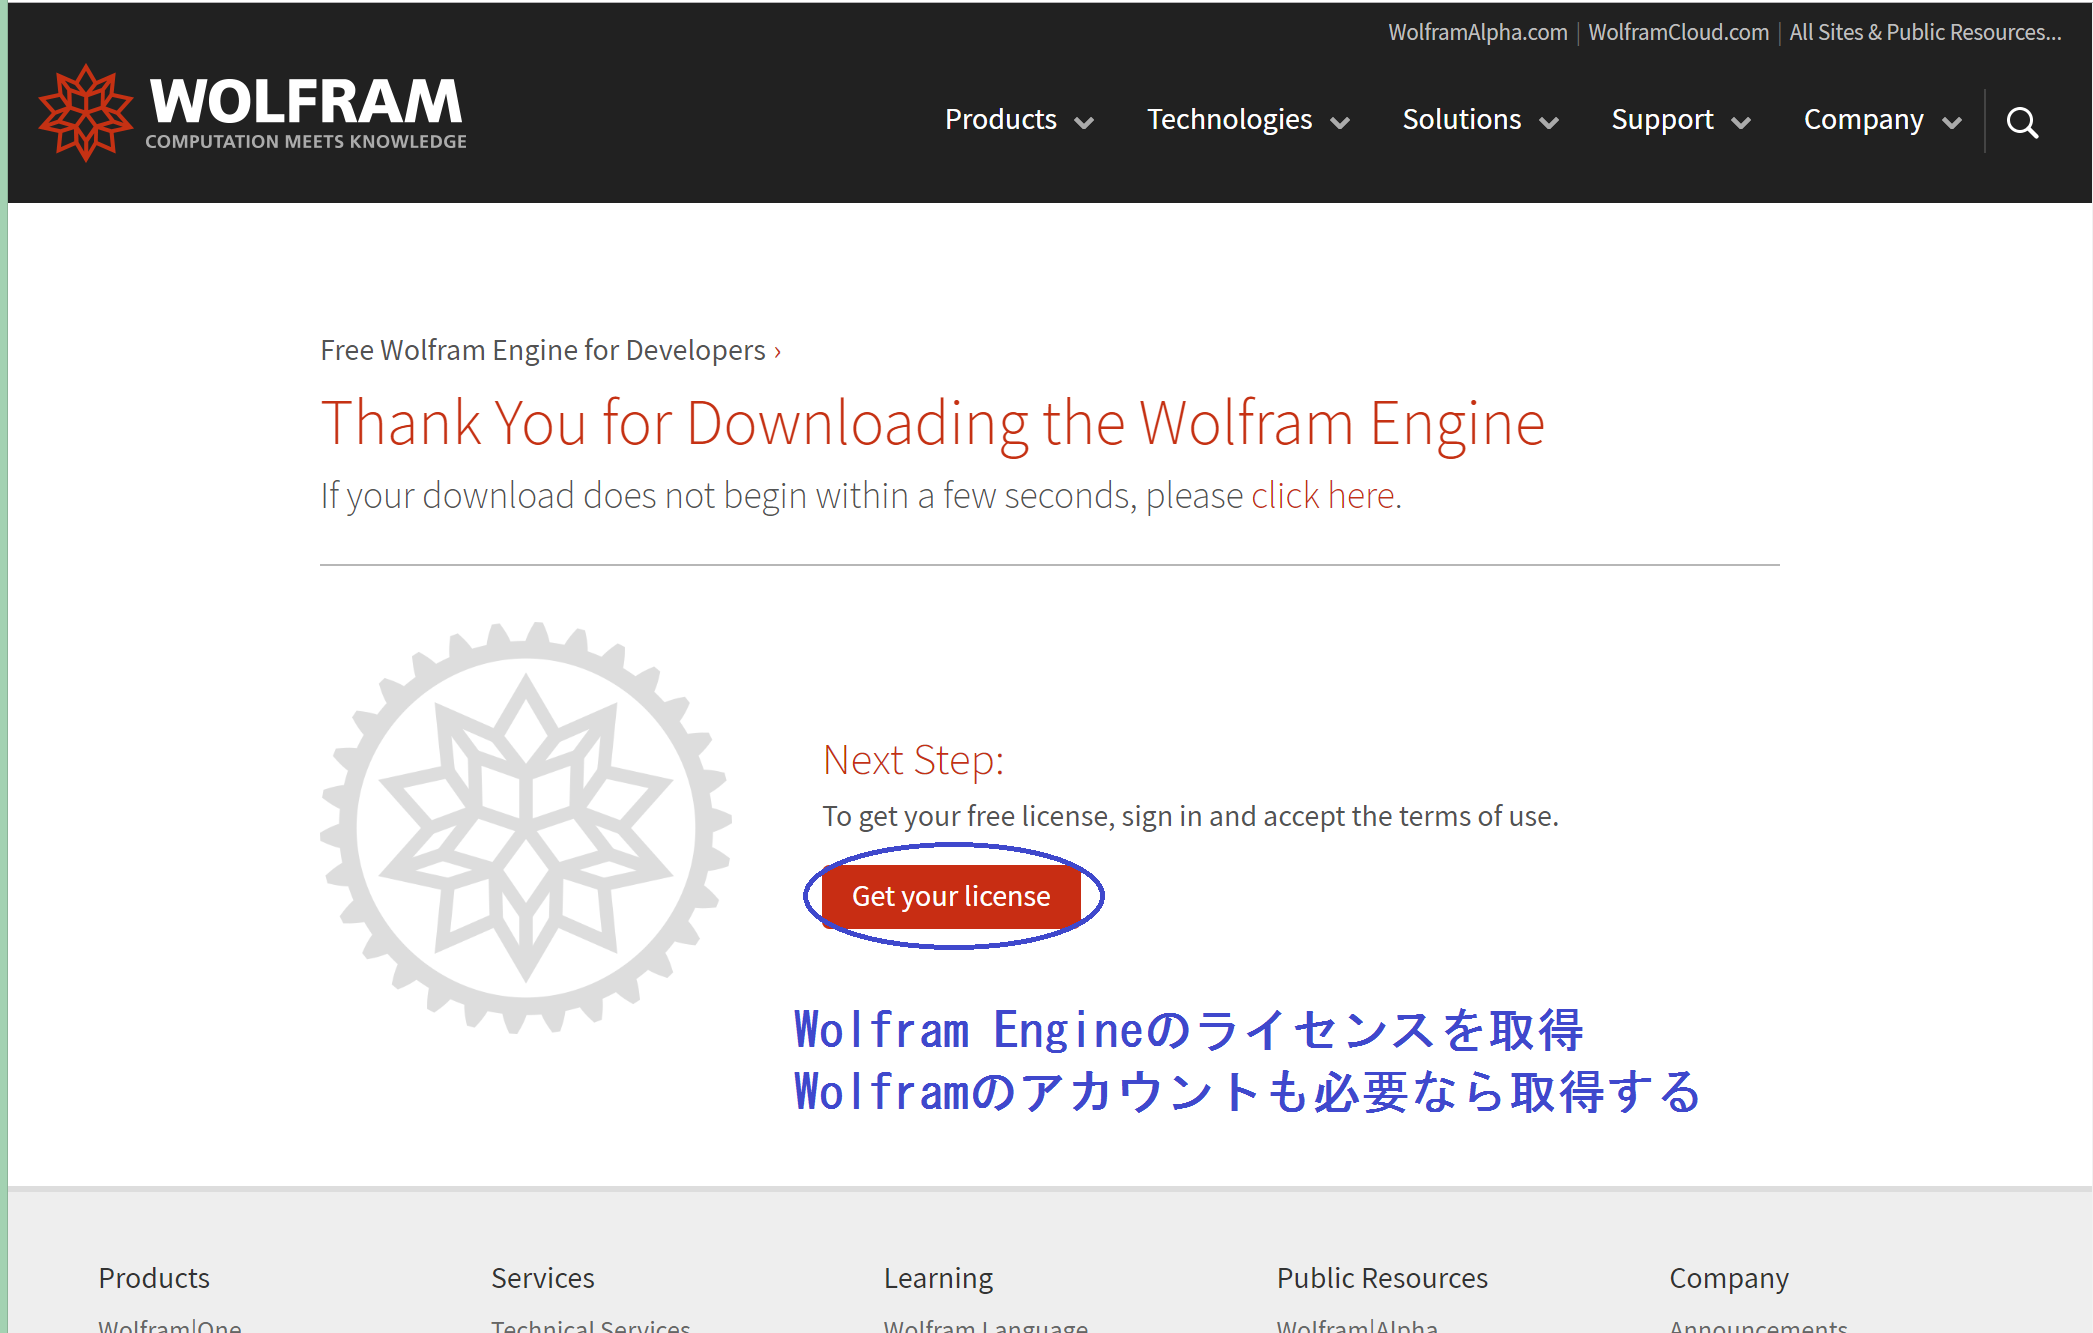 WolframAlpha.com | WolframCloud.com | All Sites & Public Resources...
WOLFRAM
COMPUTATION MEETS KNOWLEDGE
Products Technologies Solutions Support Company
Free Wolfram Engine for Developers ›
Thank You for Downloading the Wolfram Engine
If your download does not begin within a few seconds, please click here.
Next Step:
To get your free license, sign in and accept the terms of use.
Get your license
Wolfram Engineのライセンスを取得
Wolframのアカウントも必要なら取得する
Products Services Learning Public Resources Company
Wolfram|One Technical Services Wolfram Language Wolfram|Alpha Announcements